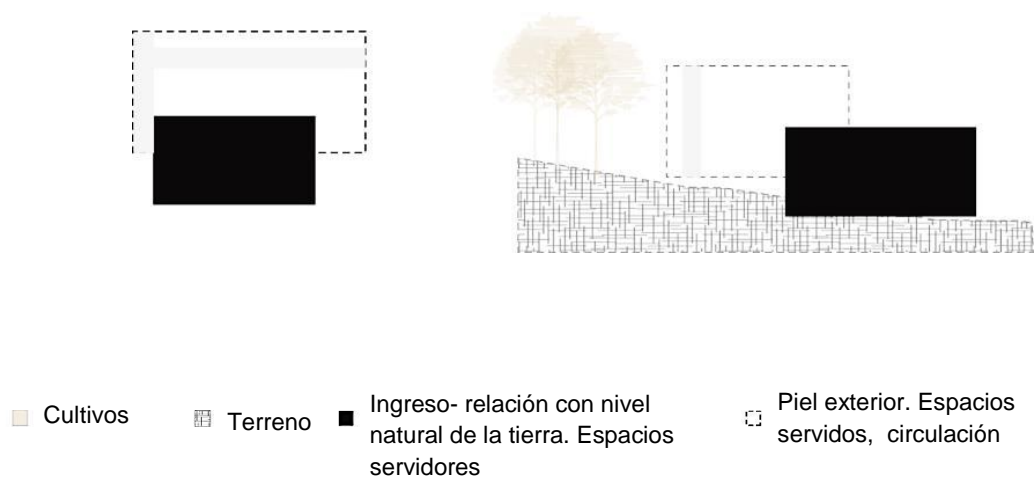 Cultivos
Terreno
Ingreso- relación con nivel
natural de la tierra. Espacios
servidores
Piel exterior. Espacios
servidos, circulación